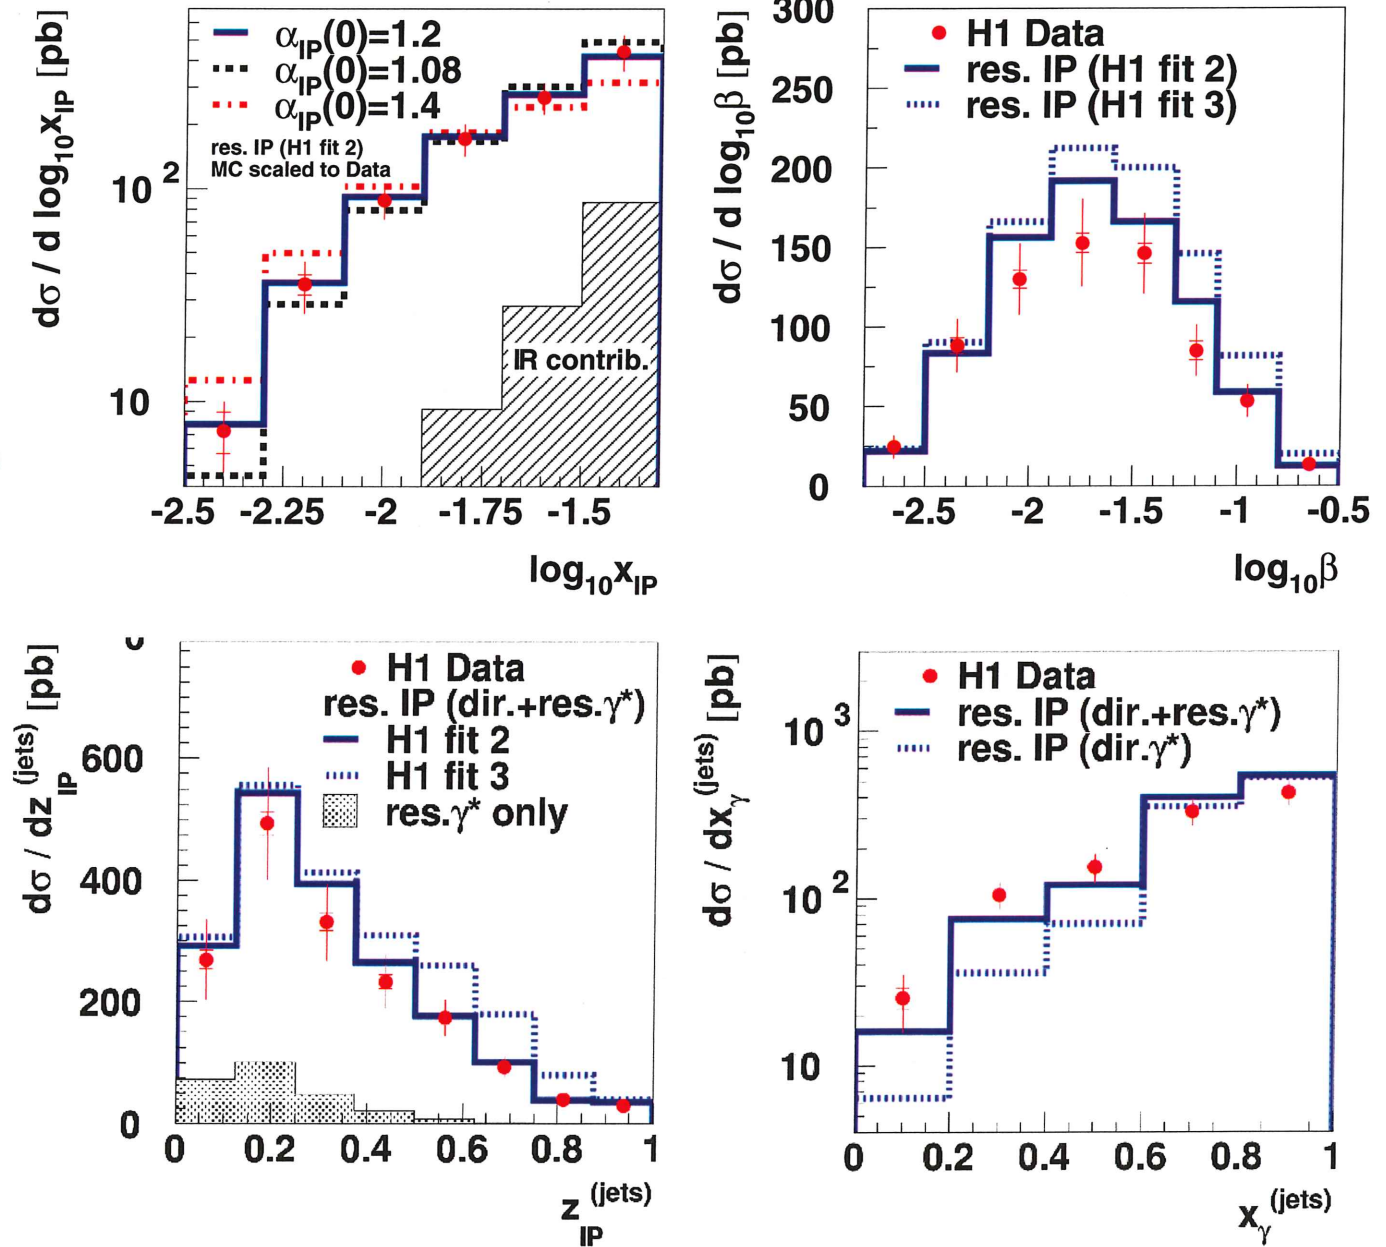 dσ / d log10xIP [pb]
αIP(0)=1.2
αIP(0)=1.08
αIP(0)=1.4
res. IP (H1 fit 2)
MC scaled to Data
10 2
10
IR contrib.
-2.5 -2.25 -2 -1.75 -1.5
log10xIP
dσ / d log10β [pb]
300
250
200
150
100
50
0
H1 Data
res. IP (H1 fit 2)
res. IP (H1 fit 3)
-2.5 -2 -1.5 -1 -0.5
log10β
dσ / dzIP(jets) [pb]
600
400
200
0
H1 Data
res. IP (dir.+res.γ*)
H1 fit 2
H1 fit 3
res.γ* only
0 0.2 0.4 0.6 0.8 1
zIP(jets)
dσ / dxγ(jets) [pb]
10 3
10 2
10
H1 Data
res. IP (dir.+res.γ*)
res. IP (dir.γ*)
0 0.2 0.4 0.6 0.8 1
xγ(jets)